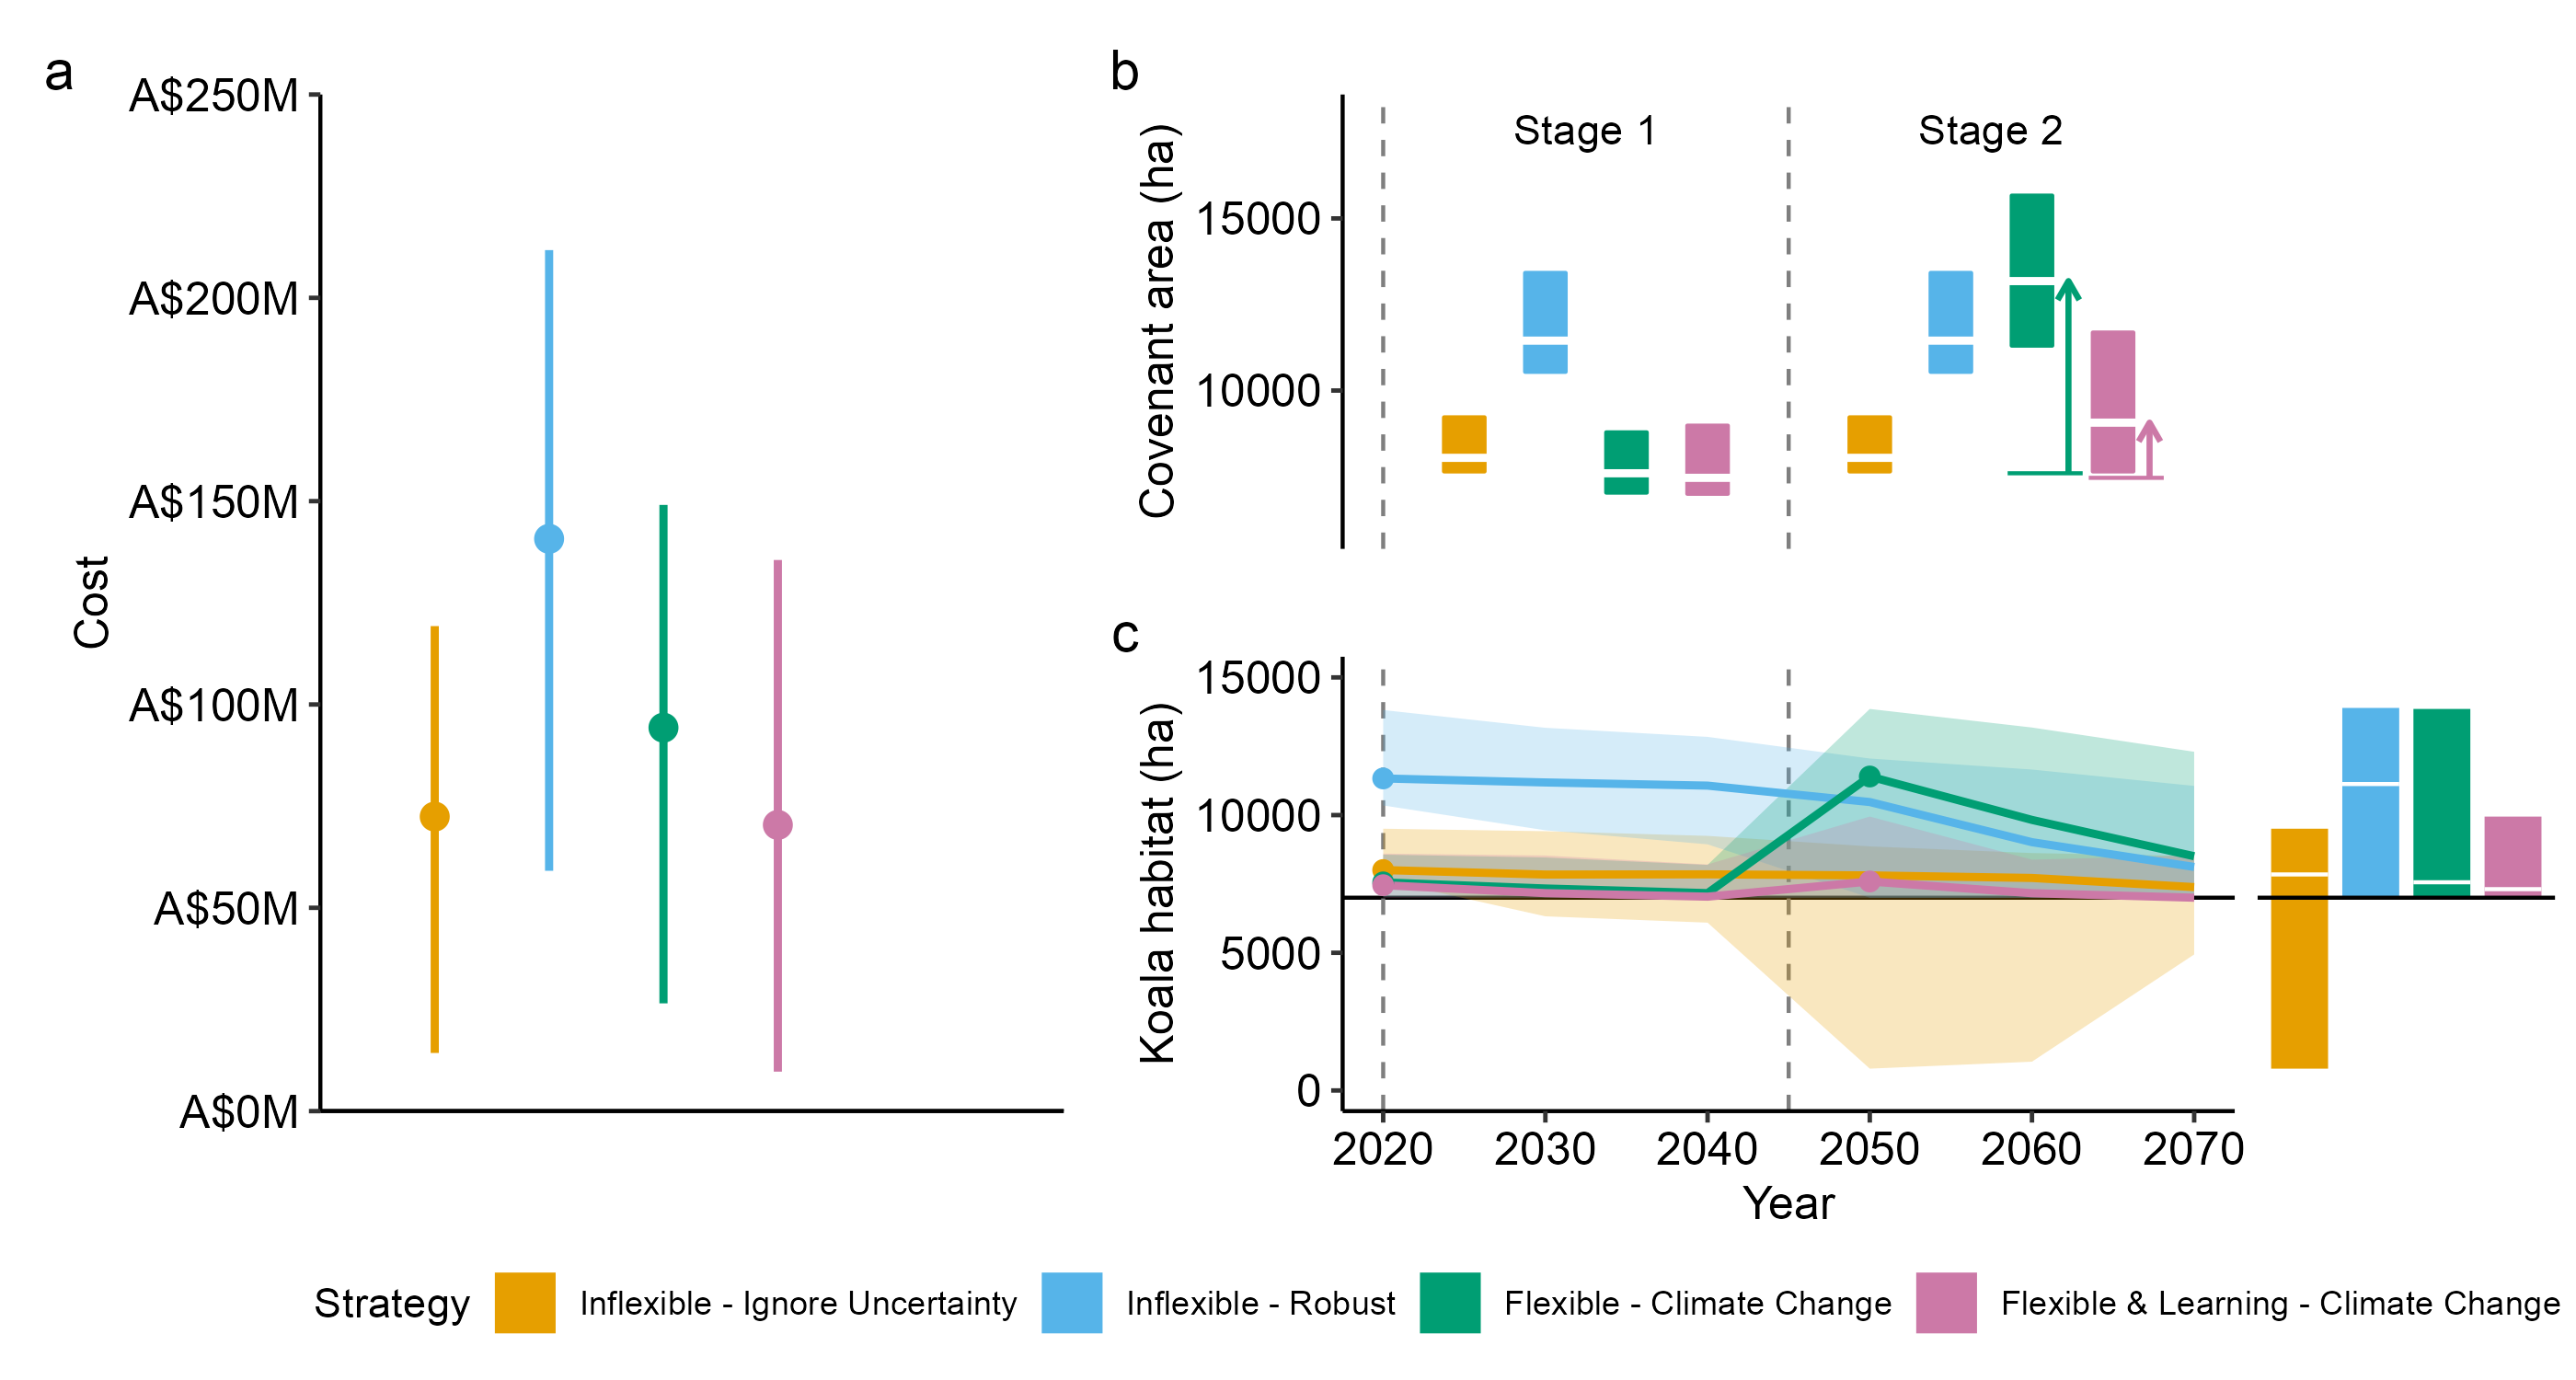 a
A$250M
A$200M
A$150M
A$100M
A$50M
A$0M
Cost
b
Stage 1
Stage 2
15000
10000
Covenant area (ha)
c
15000
10000
5000
0
Koala habitat (ha)
2020 2030 2040 2050 2060 2070
Year
Strategy Inflexible - Ignore Uncertainty Inflexible - Robust Flexible - Climate Change Flexible & Learning - Climate Change